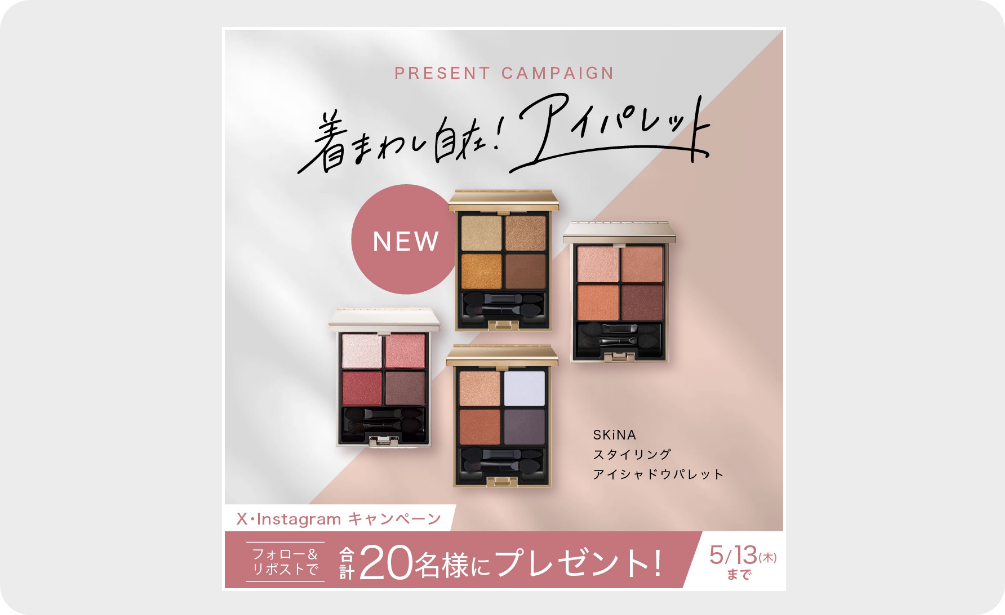 PRESENT CAMPAIGN
着まわし自在！アイパレット
NEW
SKiNA
スタイリング
アイシャドウパレット
X・Instagram キャンペーン
フォロー＆
リポストで
合計20名様にプレゼント！
5/13(木)
まで